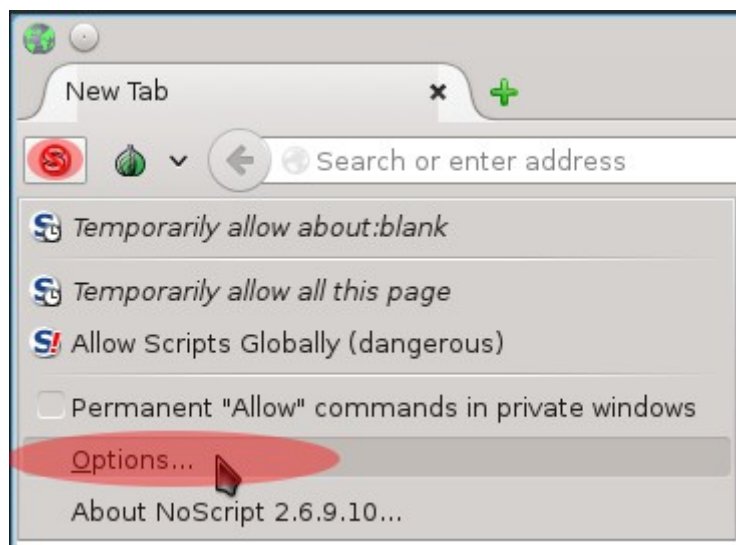 New Tab
Search or enter address
Temporarily allow about:blank
Temporarily allow all this page
Allow Scripts Globally (dangerous)
Permanent "Allow" commands in private windows
Options...
About NoScript 2.6.9.10...